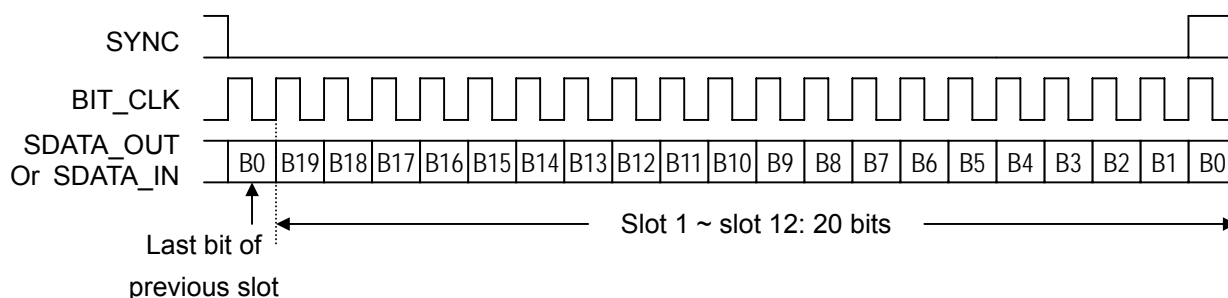 SYNC
BIT_CLK
SDATA_OUT
Or SDATA_IN
B0 B19 B18 B17 B16 B15 B14 B13 B12 B11 B10 B9 B8 B7 B6 B5 B4 B3 B2 B1 B0
Slot 1 ~ slot 12: 20 bits
Last bit of
previous slot